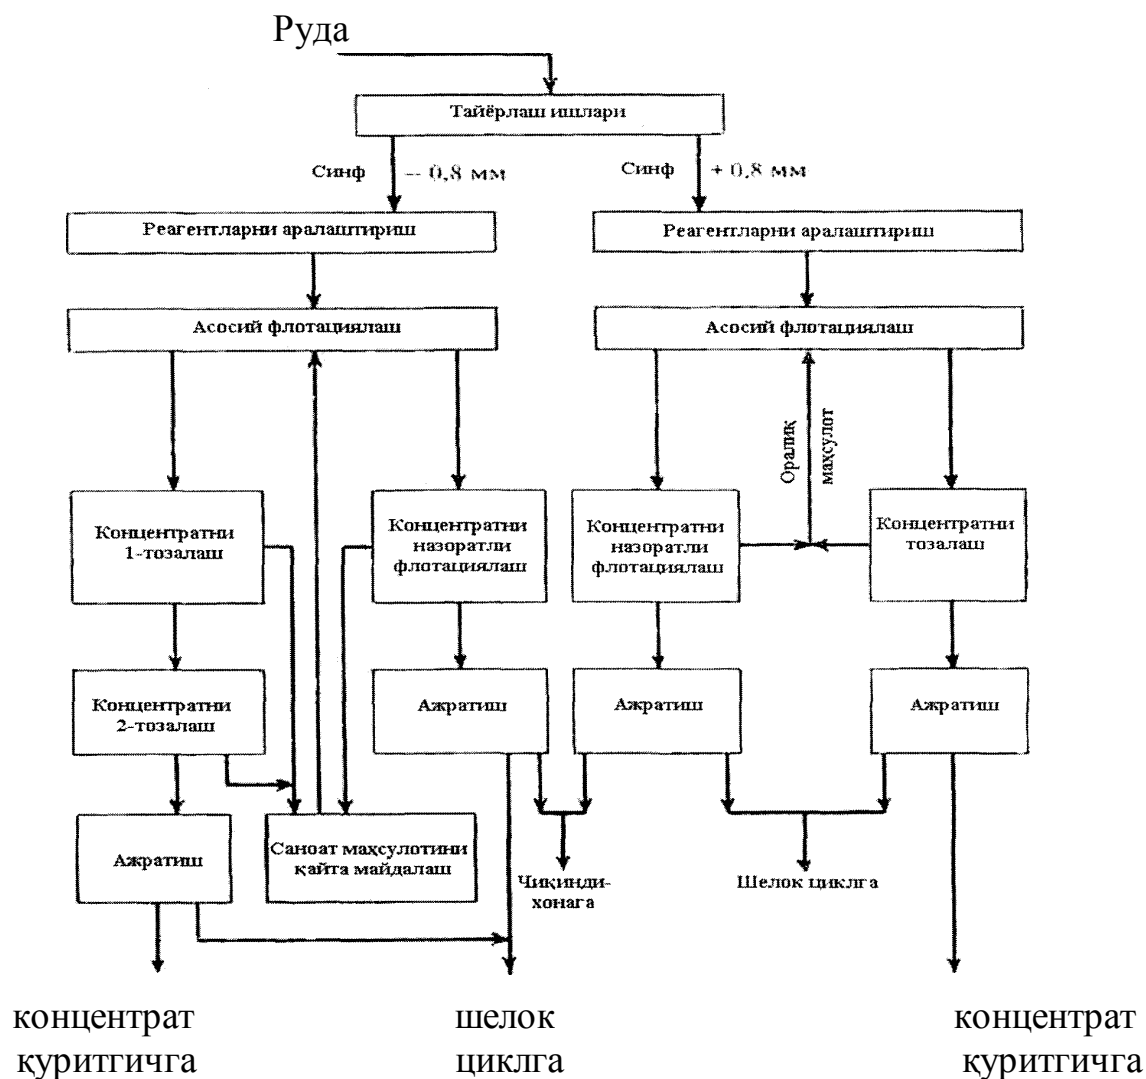 Руда
Тайёрлаш ишлари
Синф -- 0,8 мм
Синф + 0,8 мм
Реагентларни аралаштириш
Реагентларни аралаштириш
Асосий флотациялаш
Асосий флотациялаш
Оралиқ
маҳсулот
Концентратни
1-тозалаш
Концентратни
назоратли
флотациялаш
Концентратни
назоратли
флотациялаш
Концентратни
тозалаш
Концентратни
2-тозалаш
Ажратиш
Ажратиш
Ажратиш
Ажратиш
Саноат маҳсулотини
қайта майдалаш
Чиқинди-
хонага
Шелок циклга
концентрат
қуритгичга
шелок
циклга
концентрат
қуритгичга